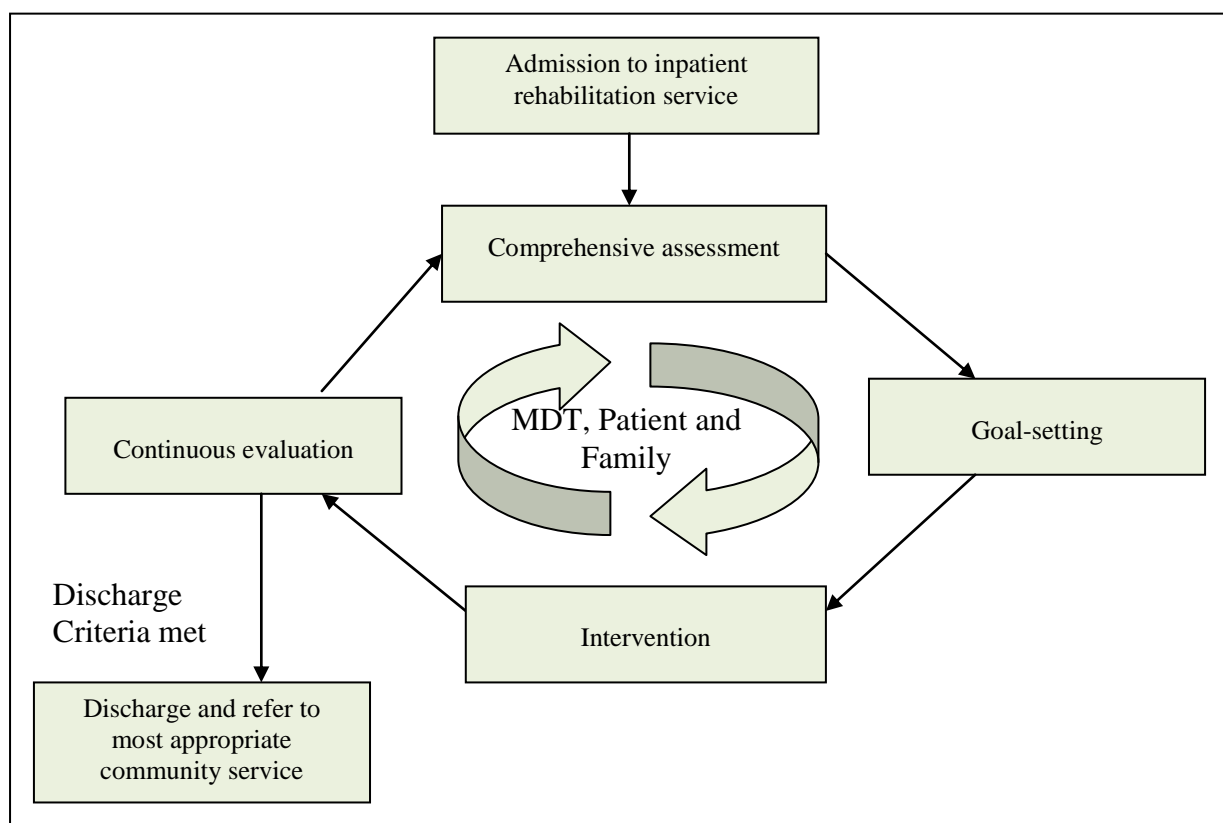 Admission to inpatient
rehabilitation service
Comprehensive assessment
Goal-setting
MDT, Patient and
Family
Continuous evaluation
Intervention
Discharge
Criteria met
Discharge and refer to
most appropriate
community service